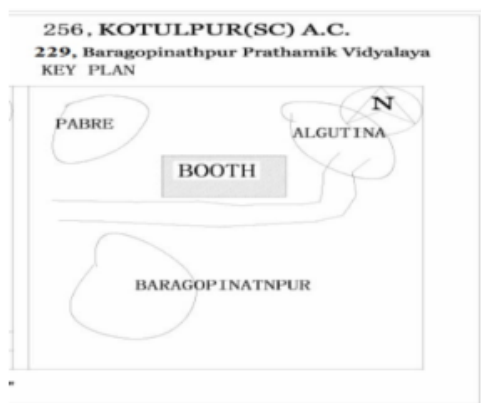 256, KOTULPUR(SC) A.C.
229, Baragopinathpur Prathamik Vidyalaya
KEY PLAN
N
PABRE
ALGUTINA
BOOTH
BARAGOPINATNPUR